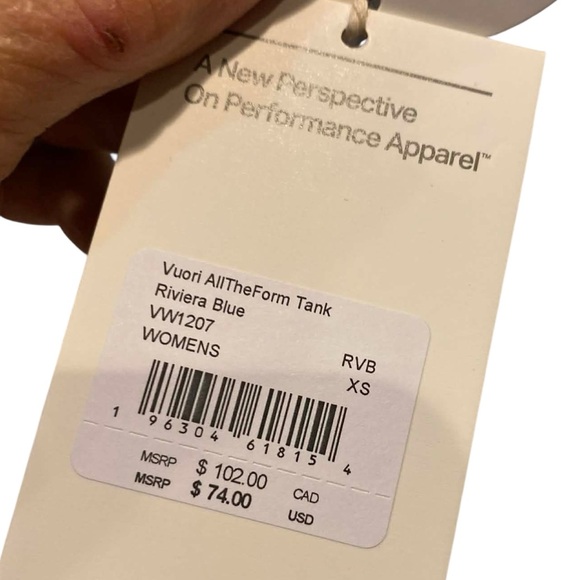 A New Perspective
On Performance Apparel™
Vuori AllTheForm Tank
Riviera Blue
VW1207
WOMENS
RVB
XS
1 96304 61815 4
MSRP $ 102.00 CAD
MSRP $ 74.00 USD